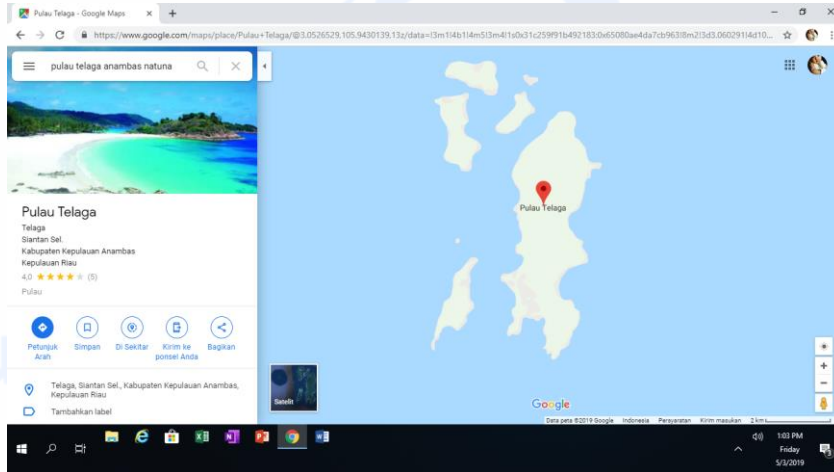 Pulau Telaga - Google Maps
https://www.google.com/maps/place/Pulau+Telaga/@3.0526529,105.9430139,13z/data=!3m1!4b1!4m5!3m4!1s0x31c259f91b492183:0x65080ae4da7cb963!8m2!3d3.060291!4d10...
pulau telaga anambas natuna
Pulau Telaga
Pulau Telaga
Telaga
Siantan Sel.
Kabupaten Kepulauan Anambas
Kepulauan Riau
4,0 (5)
Pulau
Petunjuk Arah
Simpan
Di Sekitar
Kirim ke ponsel Anda
Bagikan
Telaga, Siantan Sel., Kabupaten Kepulauan Anambas,
Kepulauan Riau
Tambahkan label
Satelit
Google
Data peta ©2019 Google Indonesia Persyaratan Kirim masukan 2 km
1:03 PM
Friday
5/3/2019